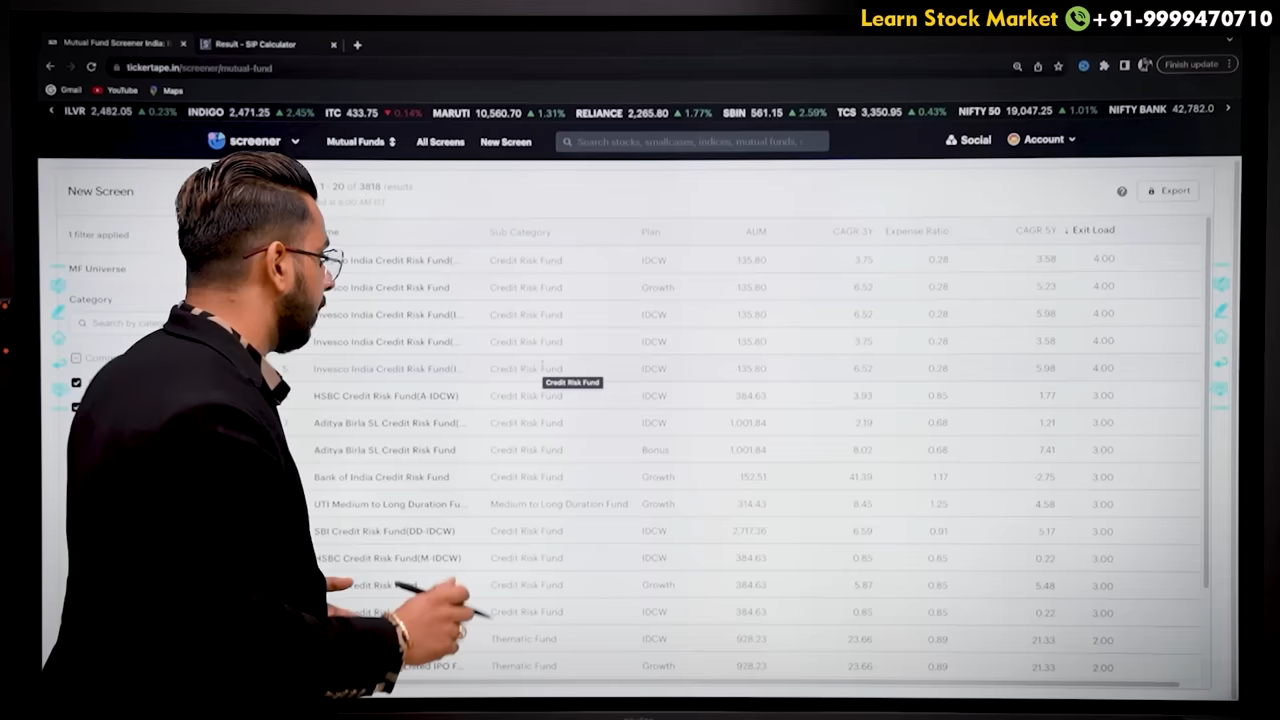 Learn Stock Market +91-9999470710
Mutual Fund Screener India: Result - SIP Calculator
tickertape.in/screener/mutual-fund Finish update
Gmail YouTube Maps
ILVR 2,482.05 0.23% INDIGO 2,471.25 2.45% ITC 433.75 0.14% MARUTI 10,560.70 1.31% RELIANCE 2,265.80 1.77% SBIN 561.15 2.59% TCS 3,350.95 0.43% NIFTY 50 19,047.25 1.01% NIFTY BANK 42,782.0
screener Mutual Funds All Screens New Screen Search stocks, smallcases, indices, mutual funds, Social Account
New Screen 1 - 20 of 3818 results Export
1 filter applied
Sub Category Plan AUM CAGR 3Y Expense Ratio CAGR 5Y ↓ Exit Load
MF Universe India Credit Risk Fund(... Credit Risk Fund IDCW 135.80 3.75 0.28 3.58 4.00
India Credit Risk Fund Credit Risk Fund Growth 135.80 6.52 0.28 5.23 4.00
Category
Invesco India Credit Risk Fund(I... Credit Risk Fund IDCW 135.80 6.52 0.28 5.98 4.00
Search by
Invesco India Credit Risk Fund(... Credit Risk Fund IDCW 135.80 3.75 0.28 3.58 4.00
5 Invesco India Credit Risk Fund(I... Credit Risk Fund IDCW 135.80 6.52 0.28 5.98 4.00
Credit Risk Fund
HSBC Credit Risk Fund(A-IDCW) Credit Risk Fund IDCW 384.63 3.93 0.85 1.77 3.00
Aditya Birla SL Credit Risk Fund(... Credit Risk Fund IDCW 1,001.84 2.19 0.68 1.21 3.00
Aditya Birla SL Credit Risk Fund Credit Risk Fund Bonus 1,001.84 8.02 0.68 7.41 3.00
Bank of India Credit Risk Fund Credit Risk Fund Growth 152.51 41.39 1.17 -2.75 3.00
UTI Medium to Long Duration Fu... Medium to Long Duration Fund Growth 314.43 8.45 1.25 4.58 3.00
SBI Credit Risk Fund(DD-IDCW) Credit Risk Fund IDCW 2,717.36 6.59 0.91 5.17 3.00
HSBC Credit Risk Fund(M-IDCW) Credit Risk Fund IDCW 384.63 0.85 0.85 0.22 3.00
Credit Risk Fund Growth 384.63 5.87 0.85 5.48 3.00
Credit Risk Fund IDCW 384.63 0.85 0.85 0.22 3.00
Thematic Fund IDCW 928.23 23.66 0.89 21.33 2.00
IPO F... Thematic Fund Growth 928.23 23.66 0.89 21.33 2.00